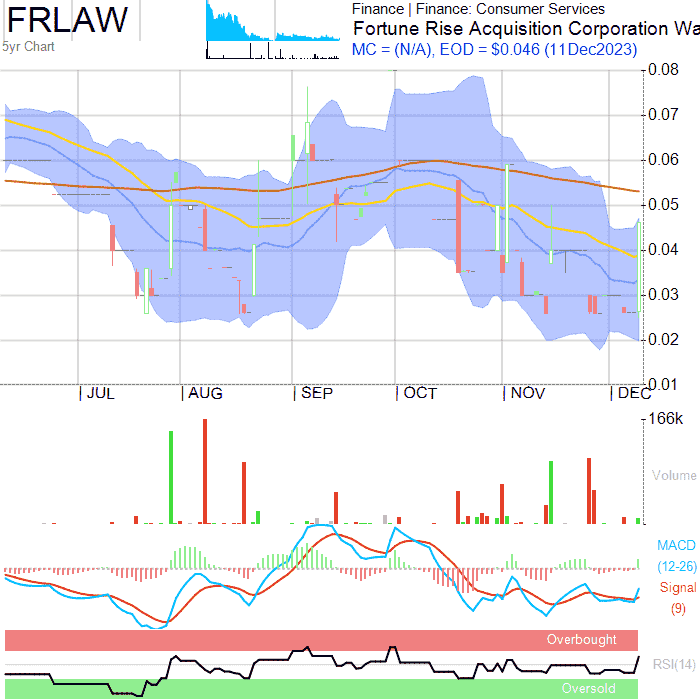 FRLAW
5yr Chart
Finance | Finance: Consumer Services
Fortune Rise Acquisition Corporation Wa
MC = (N/A), EOD = $0.046 (11Dec2023)
0.08
0.07
0.06
0.05
0.04
0.03
0.02
0.01
JUL AUG SEP OCT NOV DEC
166k
Volume
MACD
(12-26)
Signal
(9)
Overbought
RSI(14)
Oversold